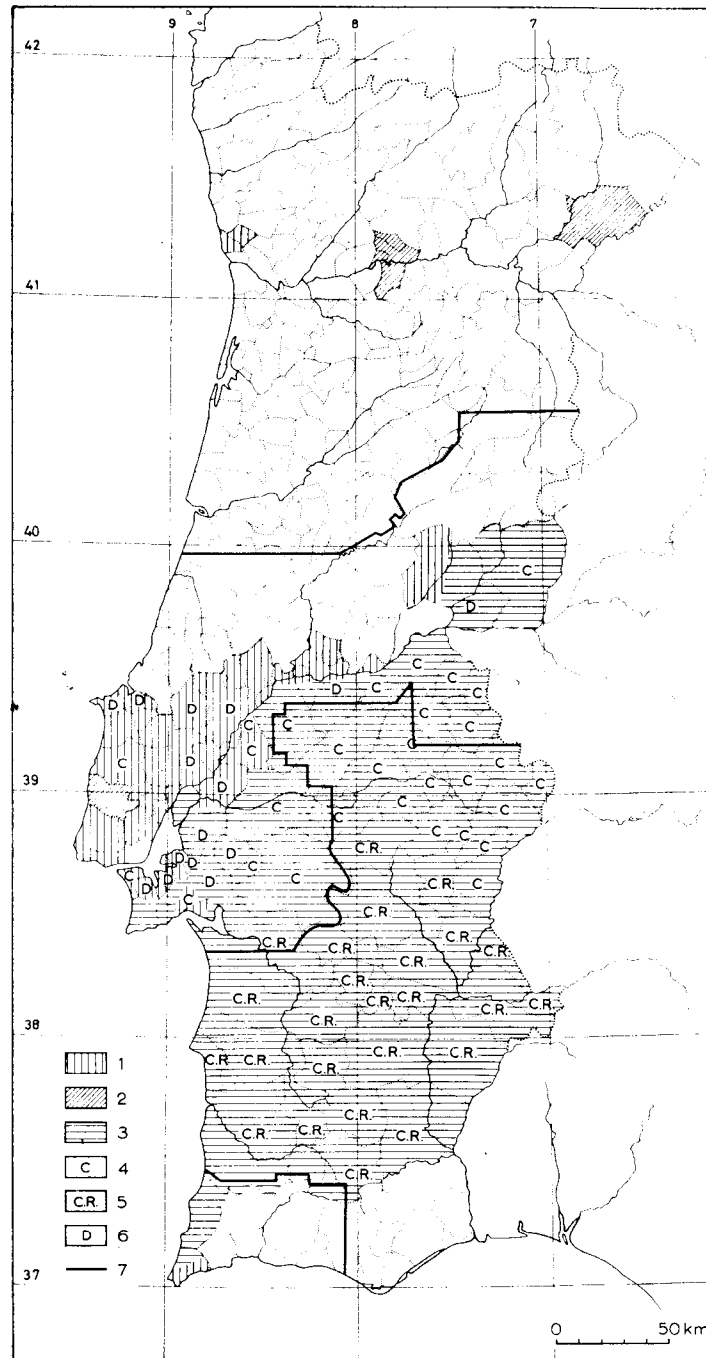 9 8 7
42
41
40
C
D
C
C
D C C
D D D D C C C C
C C C
C D C
C
39 D C C C
C C C
C
D C C
D D D C.R. C
C D D D C C C.R. C
C C.R.
C.R. C.R. C.R. C.R.
C.R.
C.R.
C.R. C.R. C.R. C.R. C.R.
C.R.
38
C.R C.R. C.R. C.R.
C.R.
C.R.
C.R. C.R. C.R.
C.R.
1
2
3
C 4
C.R. 5
D 6
7
37
0 50 km